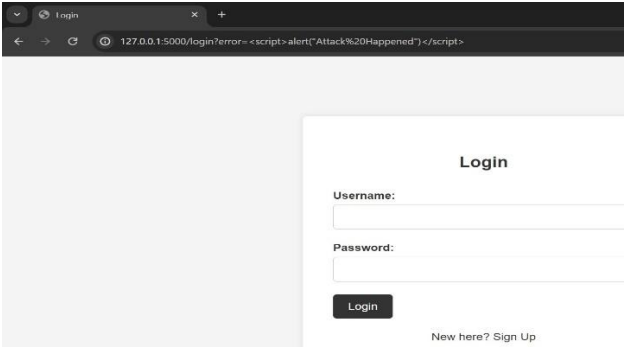 Login
127.0.0.1:5000/login?error=<script>alert("Attack%20Happened")</script>
Login
Username:
Password:
Login
New here? Sign Up